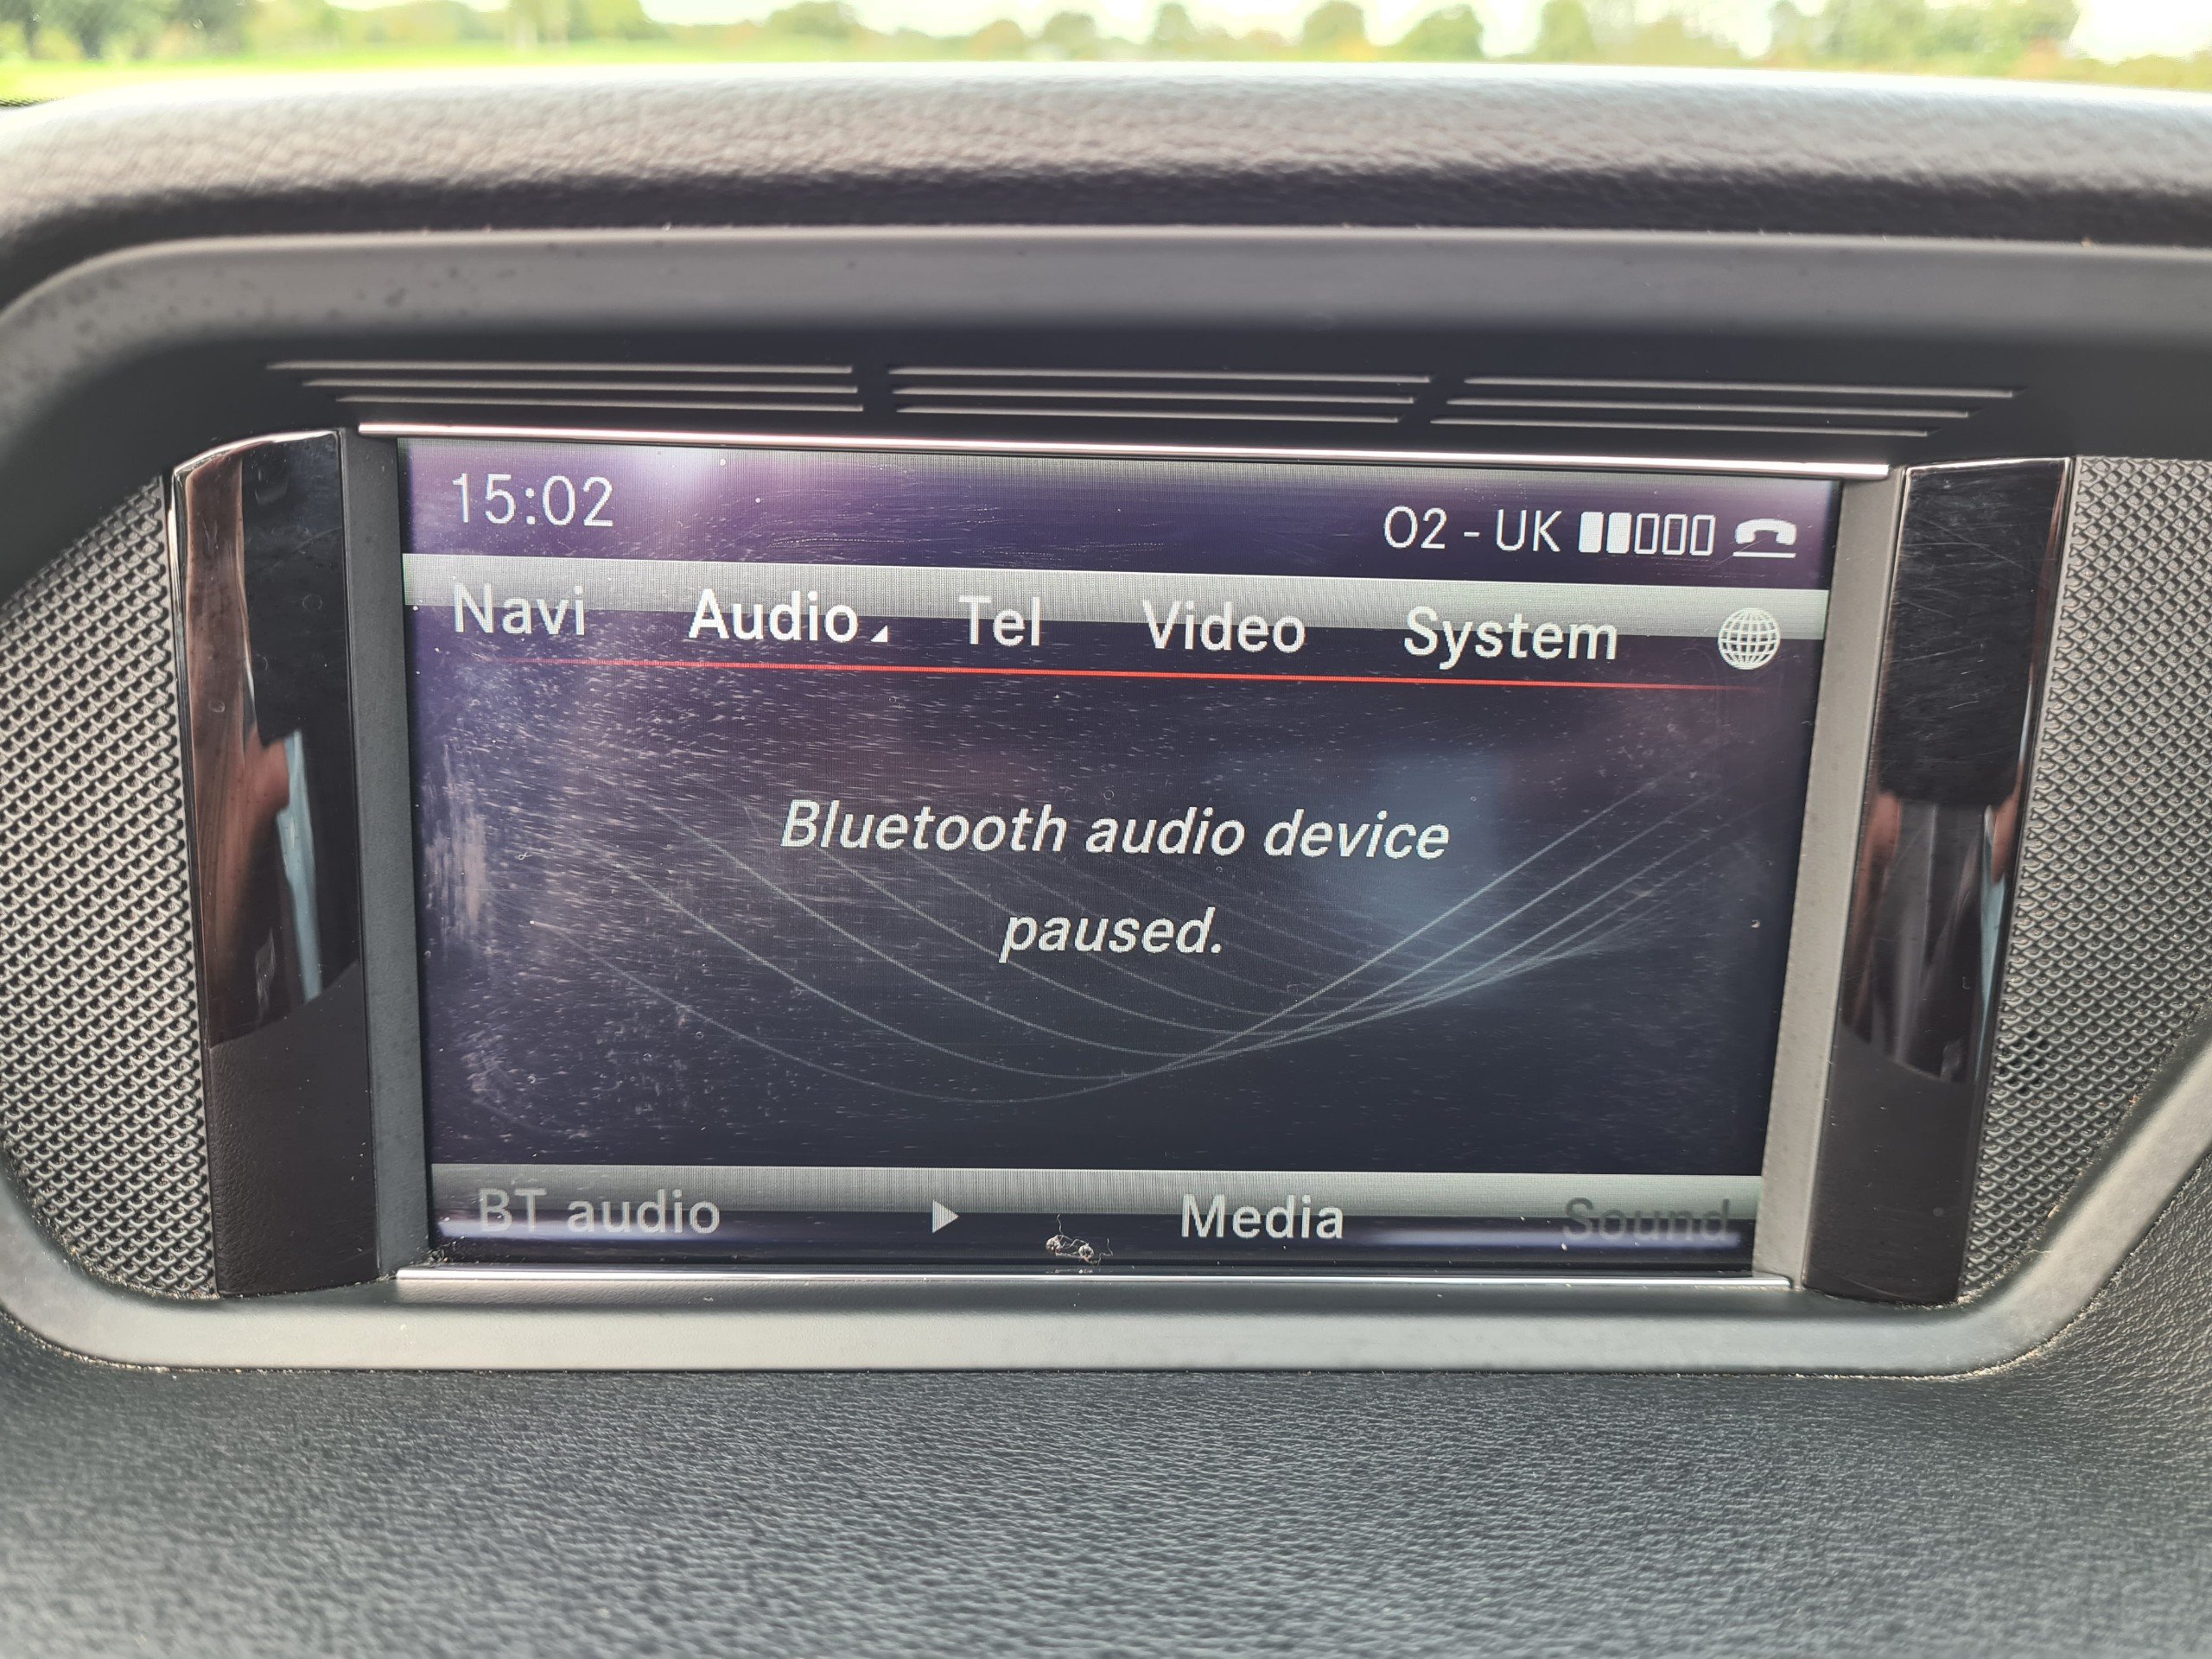 15:02 O2 - UK
Navi Audio Tel Video System
Bluetooth audio device
paused.
BT audio Media Sound